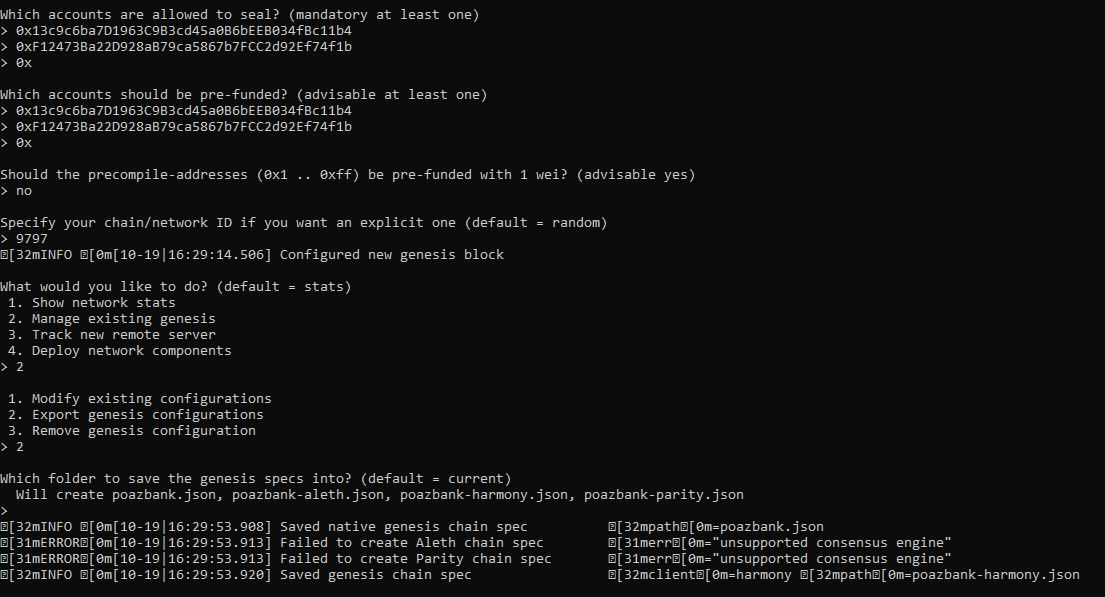 Which accounts are allowed to seal? (mandatory at least one)
> 0x13c9c6ba7D1963C9B3cd45a0B6bEEB034fBc11b4
> 0xF12473Ba22D928aB79ca5867b7FCC2d92Ef74f1b
> 0x
Which accounts should be pre-funded? (advisable at least one)
> 0x13c9c6ba7D1963C9B3cd45a0B6bEEB034fBc11b4
> 0xF12473Ba22D928aB79ca5867b7FCC2d92Ef74f1b
> 0x
Should the precompile-addresses (0x1 .. 0xff) be pre-funded with 1 wei? (advisable yes)
> no
Specify your chain/network ID if you want an explicit one (default = random)
> 9797
⍰[32mINFO ⍰[0m[10-19|16:29:14.506] Configured new genesis block
What would you like to do? (default = stats)
1. Show network stats
2. Manage existing genesis
3. Track new remote server
4. Deploy network components
> 2
1. Modify existing configurations
2. Export genesis configurations
3. Remove genesis configuration
> 2
Which folder to save the genesis specs into? (default = current)
Will create poazbank.json, poazbank-aleth.json, poazbank-harmony.json, poazbank-parity.json
>
⍰[32mINFO ⍰[0m[10-19|16:29:53.908] Saved native genesis chain spec ⍰[32mpath⍰[0m=poazbank.json
⍰[31mERROR⍰[0m[10-19|16:29:53.913] Failed to create Aleth chain spec ⍰[31merr⍰[0m="unsupported consensus engine"
⍰[31mERROR⍰[0m[10-19|16:29:53.913] Failed to create Parity chain spec ⍰[31merr⍰[0m="unsupported consensus engine"
⍰[32mINFO ⍰[0m[10-19|16:29:53.920] Saved genesis chain spec ⍰[32mclient⍰[0m=harmony ⍰[32mpath⍰[0m=poazbank-harmony.json